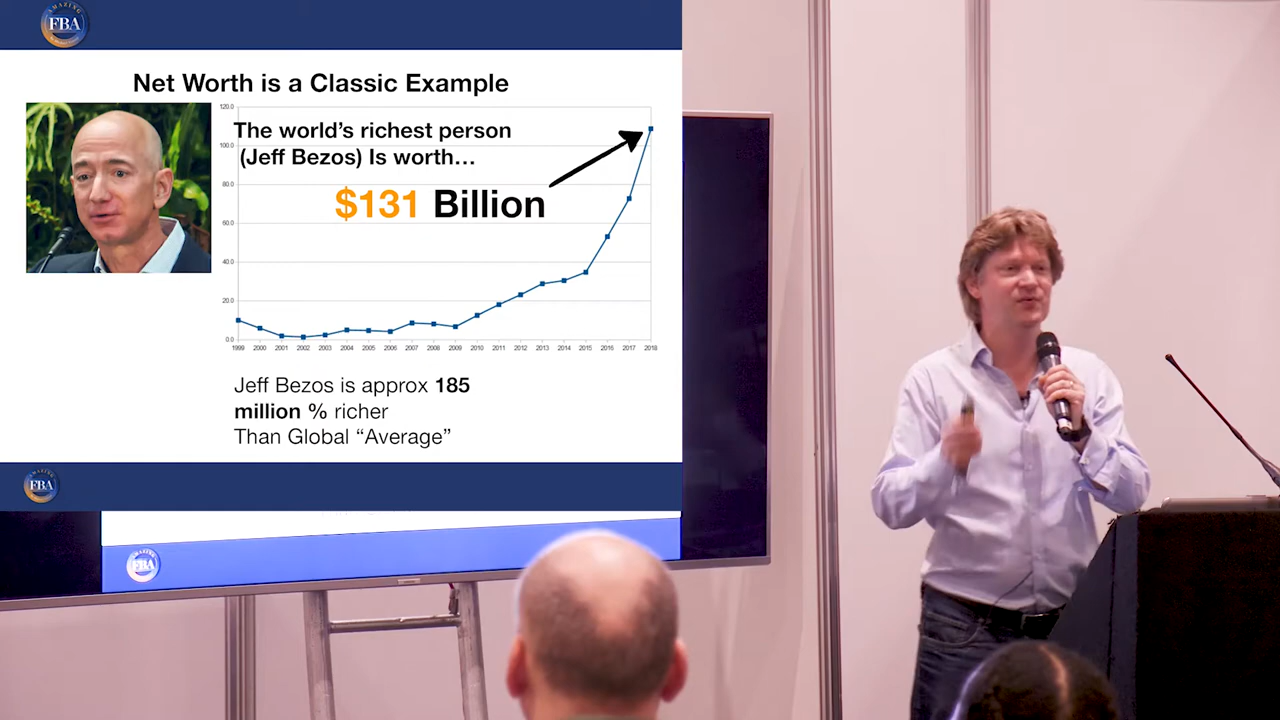 AMAZING
FBA
Net Worth is a Classic Example
The world's richest person
(Jeff Bezos) Is worth...
$131 Billion
120.0
100.0
80.0
60.0
40.0
20.0
0.0
1999 2000 2001 2002 2003 2004 2005 2006 2007 2008 2009 2010 2011 2012 2013 2014 2015 2016 2017 2018
Jeff Bezos is approx 185
million % richer
Than Global “Average”
AMAZING
FBA
AMAZING
FBA